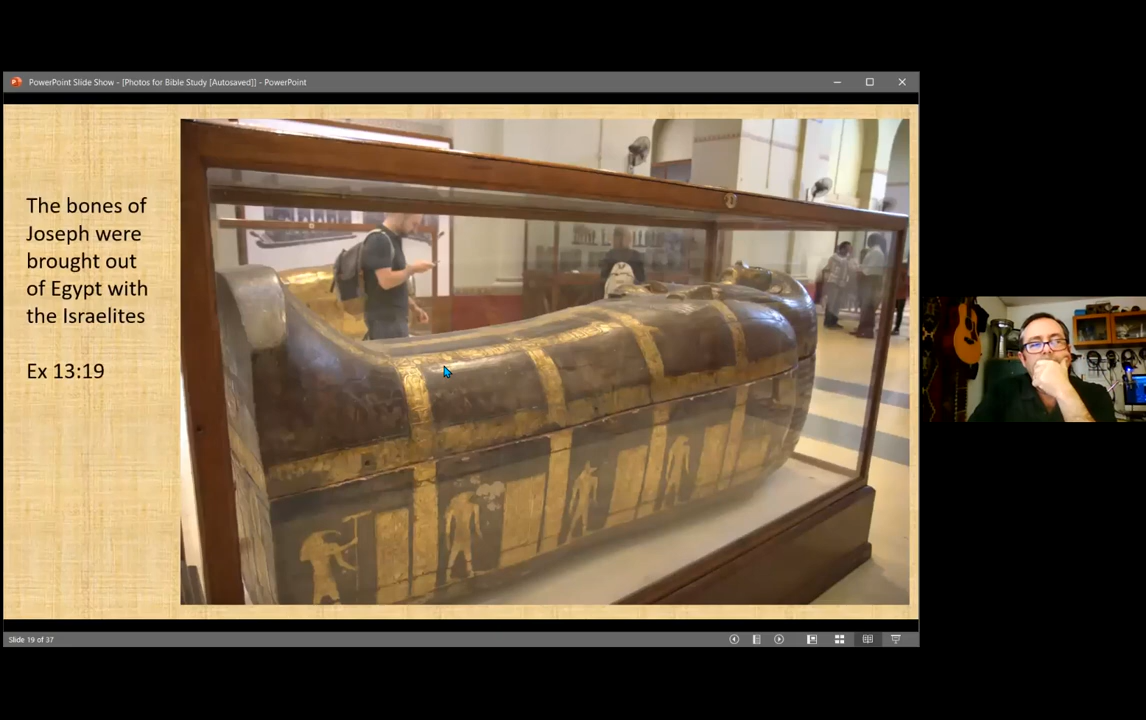 PowerPoint Slide Show - [Photos for Bible Study [Autosaved]] - PowerPoint
The bones of
Joseph were
brought out
of Egypt with
the Israelites
Ex 13:19
Slide 19 of 37